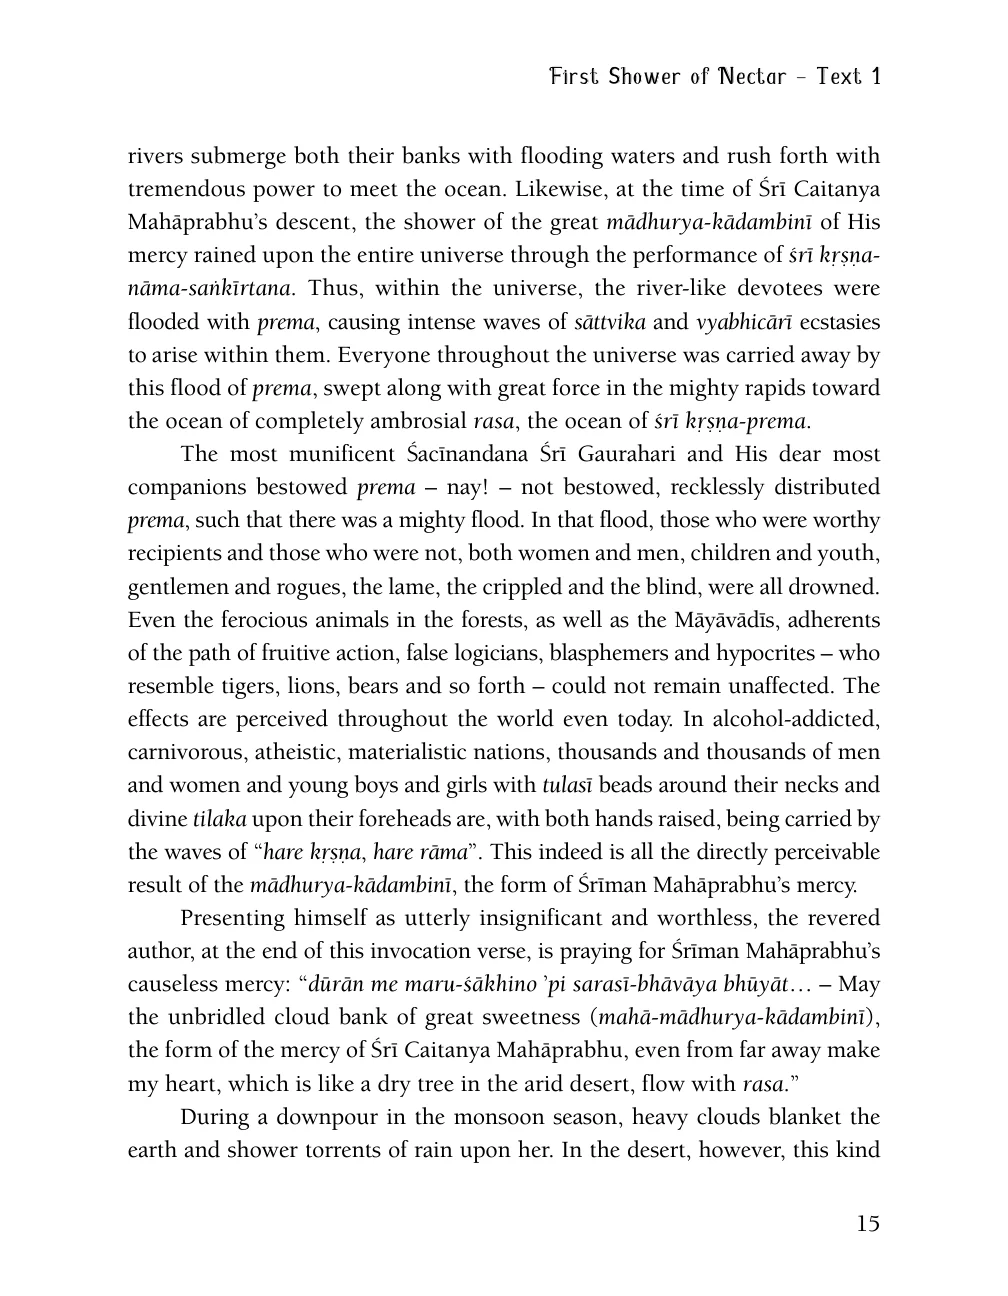 First Shower of Nectar – Text 1
rivers submerge both their banks with flooding waters and rush forth with
tremendous power to meet the ocean. Likewise, at the time of Śrī Caitanya
Mahāprabhu’s descent, the shower of the great mādhurya-kādambinī of His
mercy rained upon the entire universe through the performance of śrī kṛṣṇa-
nāma-saṅkīrtana. Thus, within the universe, the river-like devotees were
flooded with prema, causing intense waves of sāttvika and vyabhicārī ecstasies
to arise within them. Everyone throughout the universe was carried away by
this flood of prema, swept along with great force in the mighty rapids toward
the ocean of completely ambrosial rasa, the ocean of śrī kṛṣṇa-prema.
The most munificent Śacīnandana Śrī Gaurahari and His dear most
companions bestowed prema – nay! – not bestowed, recklessly distributed
prema, such that there was a mighty flood. In that flood, those who were worthy
recipients and those who were not, both women and men, children and youth,
gentlemen and rogues, the lame, the crippled and the blind, were all drowned.
Even the ferocious animals in the forests, as well as the Māyāvādīs, adherents
of the path of fruitive action, false logicians, blasphemers and hypocrites – who
resemble tigers, lions, bears and so forth – could not remain unaffected. The
effects are perceived throughout the world even today. In alcohol-addicted,
carnivorous, atheistic, materialistic nations, thousands and thousands of men
and women and young boys and girls with tulasī beads around their necks and
divine tilaka upon their foreheads are, with both hands raised, being carried by
the waves of “hare kṛṣṇa, hare rāma”. This indeed is all the directly perceivable
result of the mādhurya-kādambinī, the form of Śrīman Mahāprabhu’s mercy.
Presenting himself as utterly insignificant and worthless, the revered
author, at the end of this invocation verse, is praying for Śrīman Mahāprabhu’s
causeless mercy: “dūrān me maru-śākhino ’pi sarasī-bhāvāya bhūyāt… – May
the unbridled cloud bank of great sweetness (mahā-mādhurya-kādambinī),
the form of the mercy of Śrī Caitanya Mahāprabhu, even from far away make
my heart, which is like a dry tree in the arid desert, flow with rasa.”
During a downpour in the monsoon season, heavy clouds blanket the
earth and shower torrents of rain upon her. In the desert, however, this kind
15